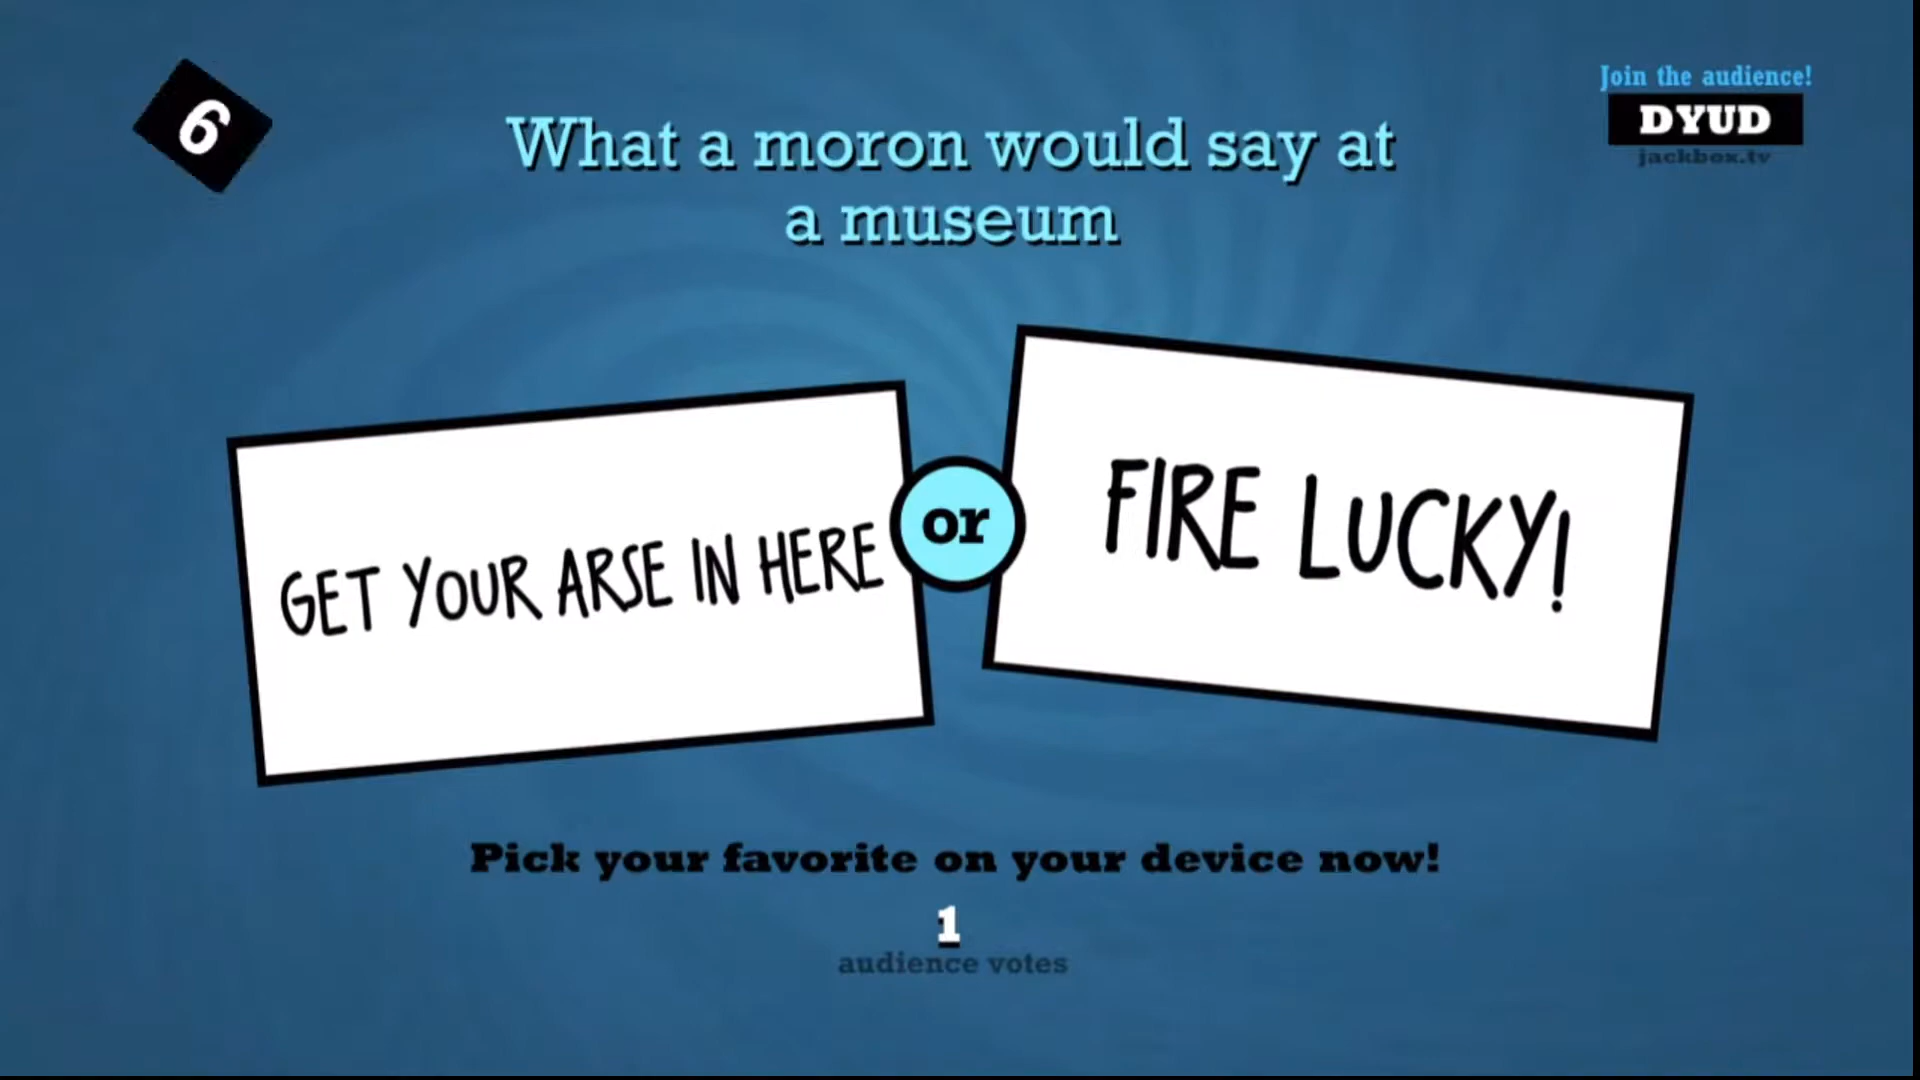 6
Join the audience!
DYUD
jackbox.tv
What a moron would say at
a museum
GET YOUR ARSE IN HERE
or
FIRE LUCKY!
Pick your favorite on your device now!
1
audience votes